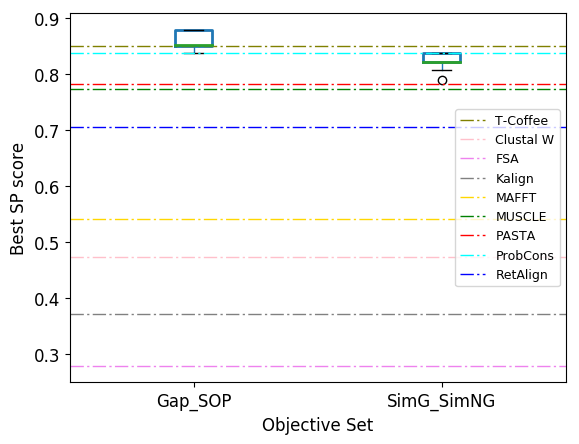 0.9
0.8
0.7
0.6
0.5
0.4
0.3
Best SP score
T-Coffee
Clustal W
FSA
Kalign
MAFFT
MUSCLE
PASTA
ProbCons
RetAlign
Gap_SOP
SimG_SimNG
Objective Set